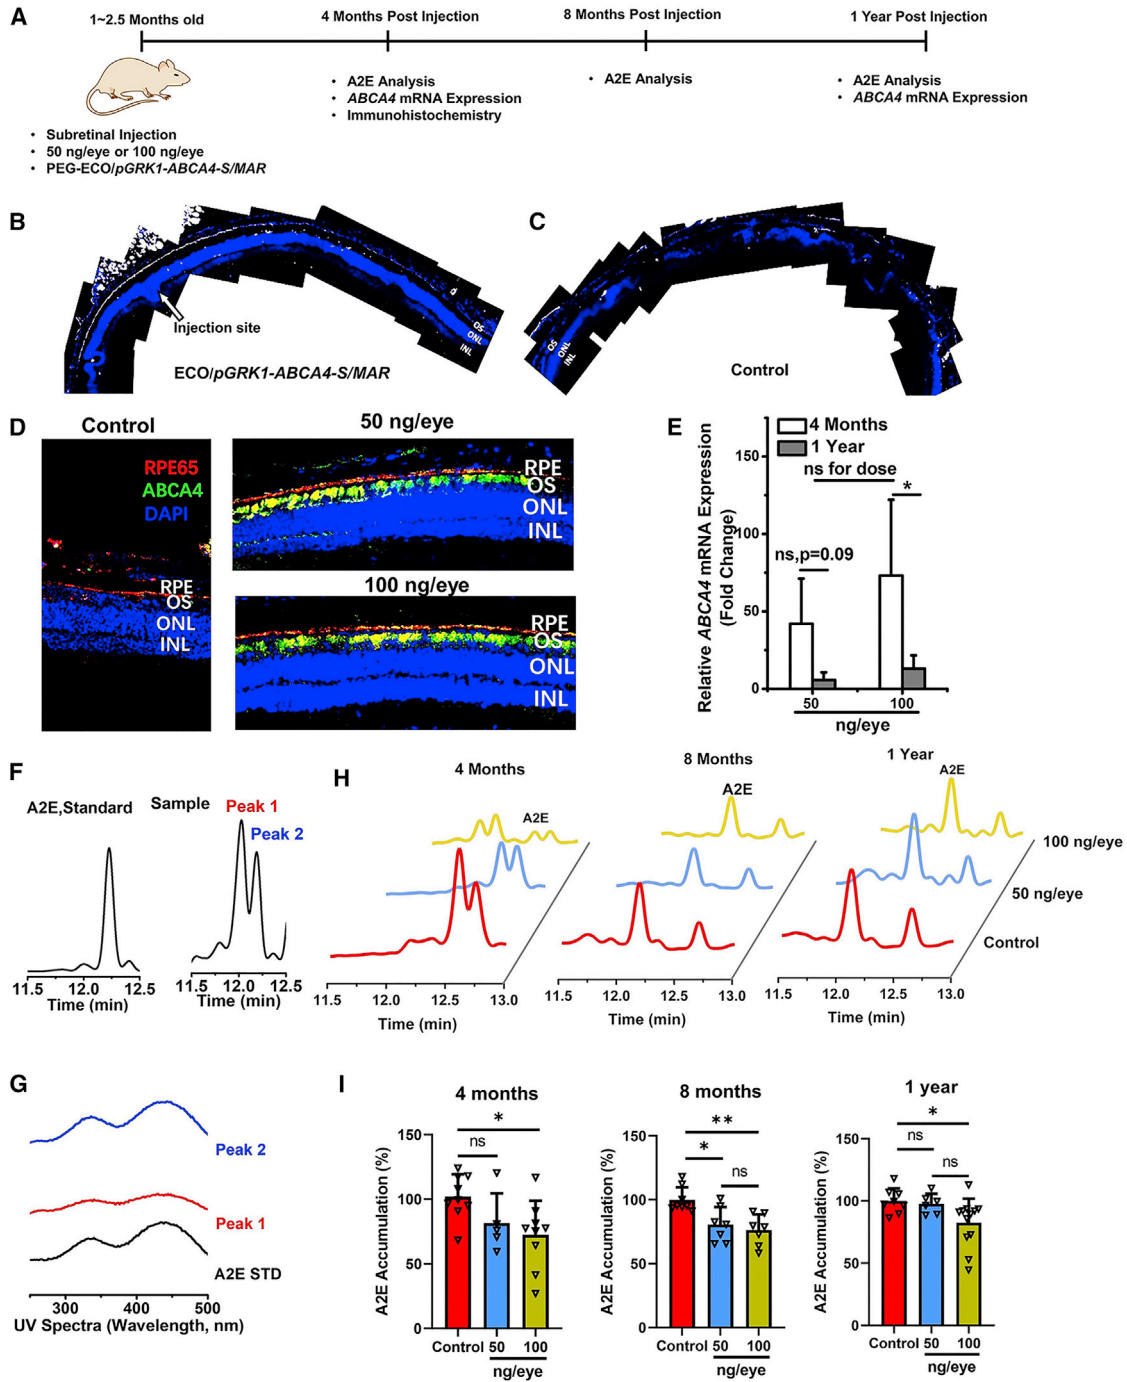 A
1~2.5 Months old
4 Months Post Injection
8 Months Post Injection
1 Year Post Injection
• A2E Analysis
• ABCA4 mRNA Expression
• Immunohistochemistry
• A2E Analysis
• A2E Analysis
• ABCA4 mRNA Expression
• Subretinal Injection
• 50 ng/eye or 100 ng/eye
• PEG-ECO/pGRK1-ABCA4-S/MAR
B
Injection site
OS
ONL
INL
ECO/pGRK1-ABCA4-S/MAR
C
OS
ONL
INL
Control
D
Control
RPE65
ABCA4
DAPI
RPE
OS
ONL
INL
50 ng/eye
RPE
OS
ONL
INL
100 ng/eye
RPE
OS
ONL
INL
E
Relative ABCA4 mRNA Expression
(Fold Change)
150
100
50
0
4 Months
1 Year
ns for dose
*
ns,p=0.09
50
100
ng/eye
F
A2E,Standard
Sample
Peak 1
Peak 2
11.5
12.0
12.5
Time (min)
11.5
12.0
12.5
Time (min)
H
4 Months
8 Months
1 Year
A2E
A2E
A2E
100 ng/eye
50 ng/eye
Control
11.5
12.0
12.5
13.0
Time (min)
11.5
12.0
12.5
13.0
Time (min)
11.5
12.0
12.5
13.0
Time (min)
G
Peak 2
Peak 1
A2E STD
300
400
500
UV Spectra (Wavelength, nm)
I
4 months
*
ns
A2E Accumulation (%)
150
100
50
0
Control
50
100
ng/eye
8 months
**
*
ns
A2E Accumulation (%)
150
100
50
0
Control
50
100
ng/eye
1 year
*
ns
ns
A2E Accumulation (%)
150
100
50
0
Control
50
100
ng/eye